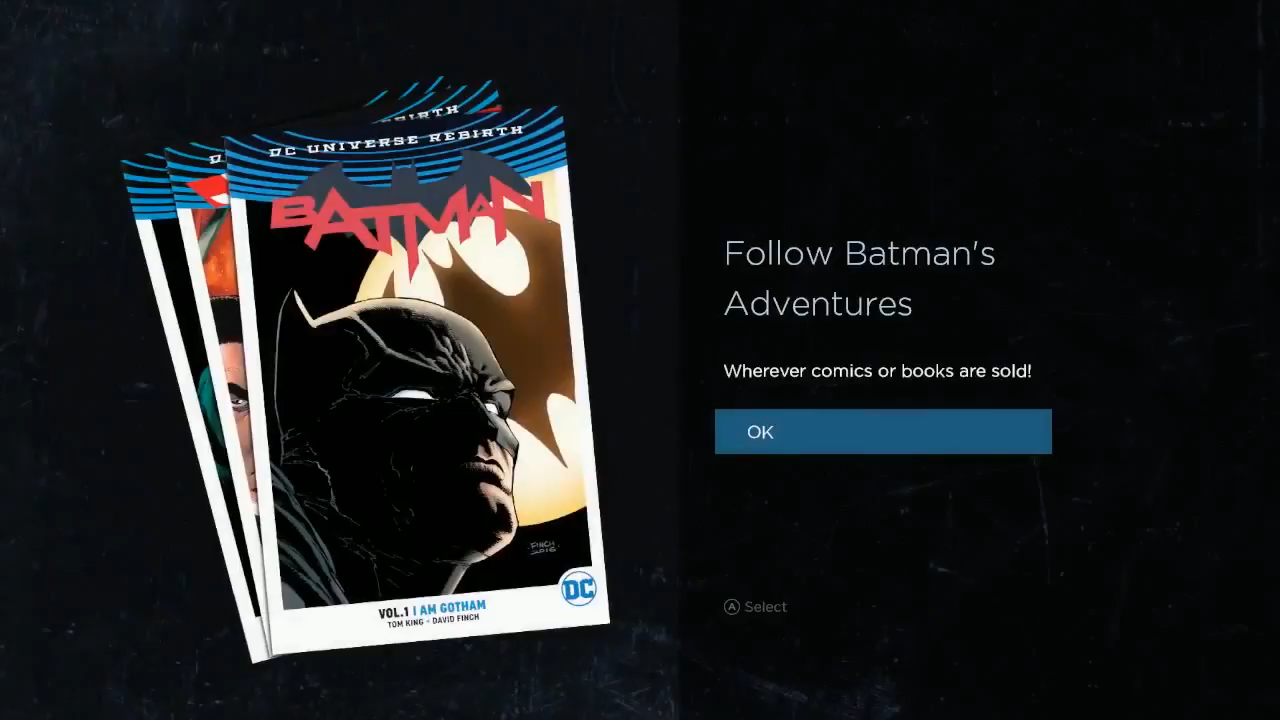 BIRTH
D
DC UNIVERSE REBIRTH
BATMAN
FINCH
2016
DC
VOL.1 I AM GOTHAM
TOM KING - DAVID FINCH
Follow Batman's
Adventures
Wherever comics or books are sold!
OK
A Select